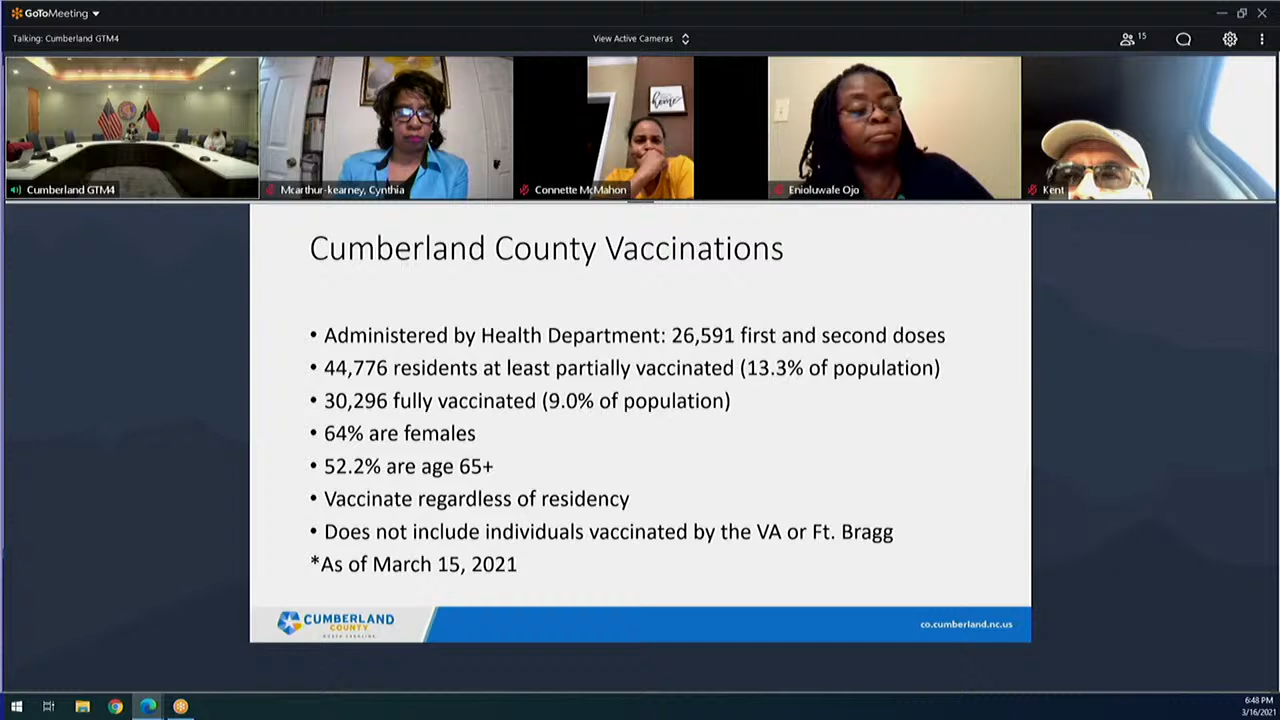 GoToMeeting
Talking: Cumberland GTM4
View Active Cameras
15
home
Cumberland GTM4
Mcarthur-kearney, Cynthia
Connette McMahon
Enioluwafe Ojo
Kent
Cumberland County Vaccinations
• Administered by Health Department: 26,591 first and second doses
• 44,776 residents at least partially vaccinated (13.3% of population)
• 30,296 fully vaccinated (9.0% of population)
• 64% are females
• 52.2% are age 65+
• Vaccinate regardless of residency
• Does not include individuals vaccinated by the VA or Ft. Bragg
*As of March 15, 2021
CUMBERLAND
COUNTY
NORTH CAROLINA
co.cumberland.nc.us
6:48 PM
3/16/2021